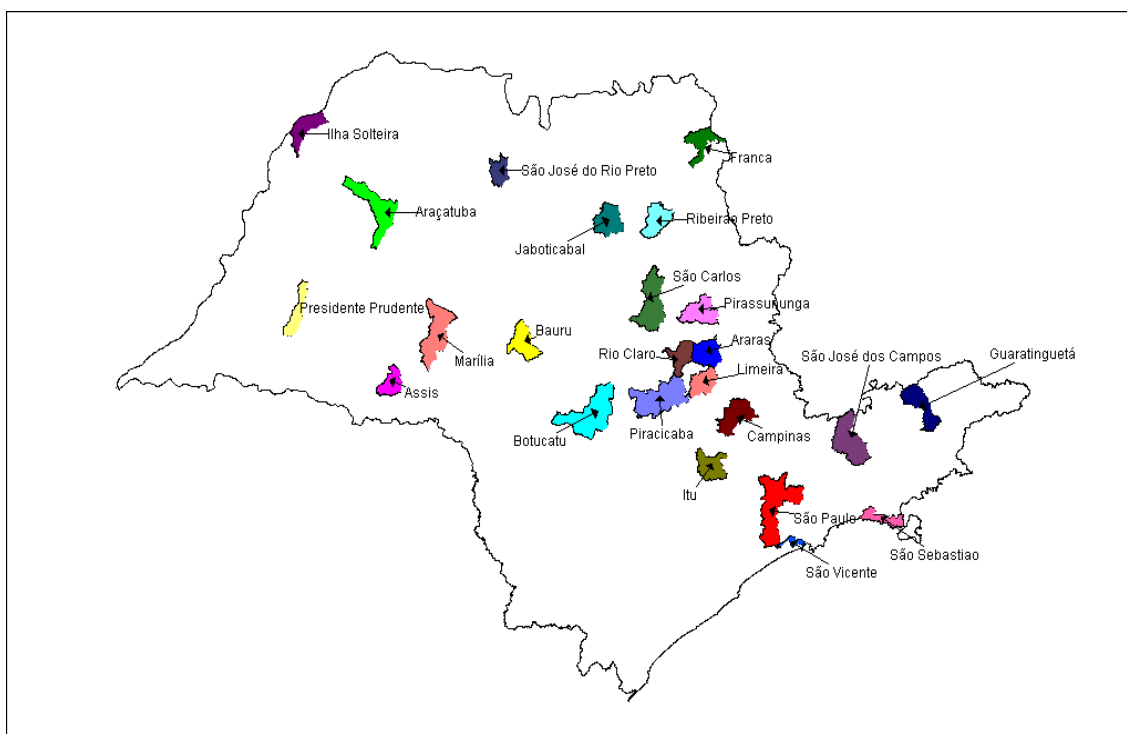 Ilha Solteira
Franca
São José do Rio Preto
Araçatuba
Ribeirao Preto
Jaboticabal
São Carlos
Presidente Prudente
Pirassununga
Bauru
Araras
Rio Claro
São José dos Campos
Guaratinguetá
Marília
Limeira
Assis
Botucatu
Piracicaba
Campinas
Itu
São Paulo
São Sebastiao
São Vicente